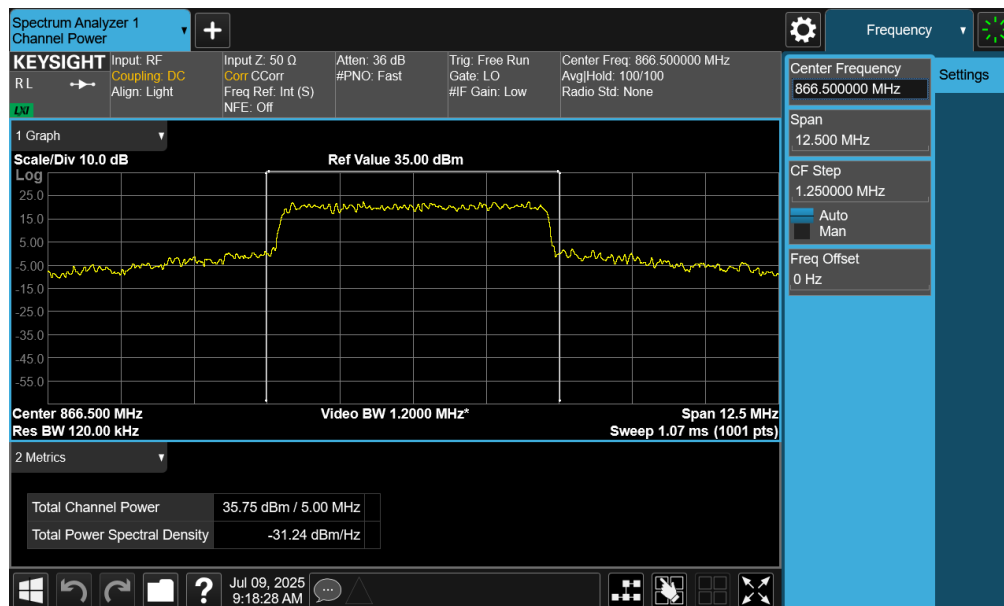 Spectrum Analyzer 1
Channel Power
Frequency
KEYSIGHT
RL
LXI
Input: RF
Coupling: DC
Align: Light
Input Z: 50 Ω
Corr CCorr
Freq Ref: Int (S)
NFE: Off
Atten: 36 dB
#PNO: Fast
Trig: Free Run
Gate: LO
#IF Gain: Low
Center Freq: 866.500000 MHz
Avg|Hold: 100/100
Radio Std: None
Center Frequency
866.500000 MHz
Settings
Span
12.500 MHz
CF Step
1.250000 MHz
Auto
Man
Freq Offset
0 Hz
1 Graph
Scale/Div 10.0 dB
Ref Value 35.00 dBm
Log
25.0
15.0
5.00
-5.00
-15.0
-25.0
-35.0
-45.0
-55.0
Center 866.500 MHz
Video BW 1.2000 MHz*
Span 12.5 MHz
Res BW 120.00 kHz
Sweep 1.07 ms (1001 pts)
2 Metrics
Total Channel Power 35.75 dBm / 5.00 MHz
Total Power Spectral Density -31.24 dBm/Hz
?
Jul 09, 2025
9:18:28 AM